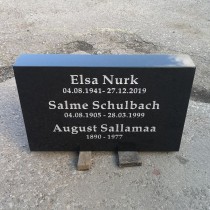 Elsa Nurk
04.08.1941- 27.12.2019
Salme Schulbach
04.08.1905 - 28.03.1999
August Sallamaa
1890 - 1977